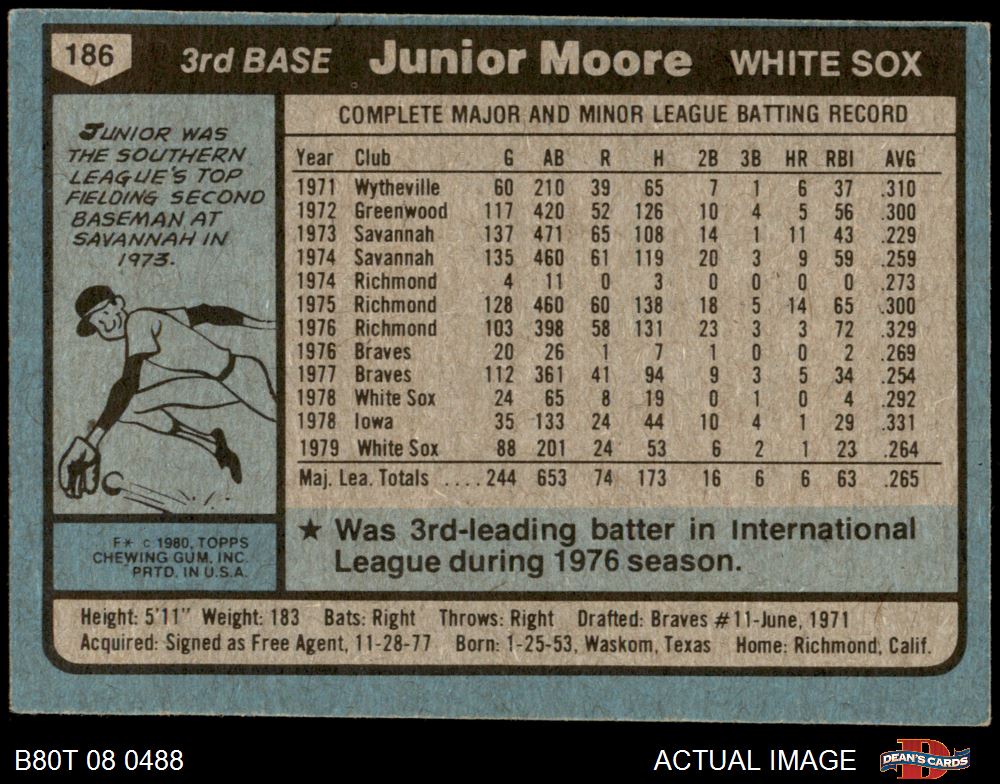 186 3rd BASE Junior Moore WHITE SOX
JUNIOR WAS
THE SOUTHERN
LEAGUE'S TOP
FIELDING SECOND
BASEMAN AT
SAVANNAH IN
1973.
COMPLETE MAJOR AND MINOR LEAGUE BATTING RECORD
Year Club G AB R H 2B 3B HR RBI AVG
1971 Wytheville 60 210 39 65 7 1 6 37 .310
1972 Greenwood 117 420 52 126 10 4 5 56 .300
1973 Savannah 137 471 65 108 14 1 11 43 .229
1974 Savannah 135 460 61 119 20 3 9 59 .259
1974 Richmond 4 11 0 3 0 0 0 0 .273
1975 Richmond 128 460 60 138 18 5 14 65 .300
1976 Richmond 103 398 58 131 23 3 3 72 .329
1976 Braves 20 26 1 7 1 0 0 2 .269
1977 Braves 112 361 41 94 9 3 5 34 .254
1978 White Sox 24 65 8 19 0 1 0 4 .292
1978 Iowa 35 133 24 44 10 4 1 29 .331
1979 White Sox 88 201 24 53 6 2 1 23 .264
Maj. Lea. Totals ....244 653 74 173 16 6 6 63 .265
★ Was 3rd-leading batter in International
League during 1976 season.
F* © 1980, TOPPS
CHEWING GUM, INC.
PRTD. IN U.S.A.
Height: 5'11" Weight: 183 Bats: Right Throws: Right Drafted: Braves #11-June, 1971
Acquired: Signed as Free Agent, 11-28-77 Born: 1-25-53, Waskom, Texas Home: Richmond, Calif.
B80T 08 0488 ACTUAL IMAGE DEAN'S CARDS